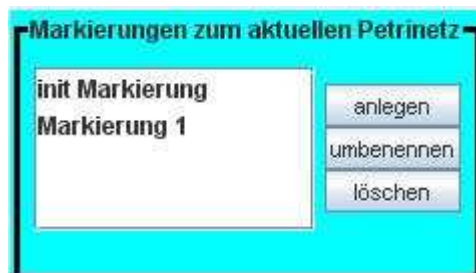 Markierungen zum aktuellen Petrinetz
init Markierung
Markierung 1
anlegen
umbenennen
löschen